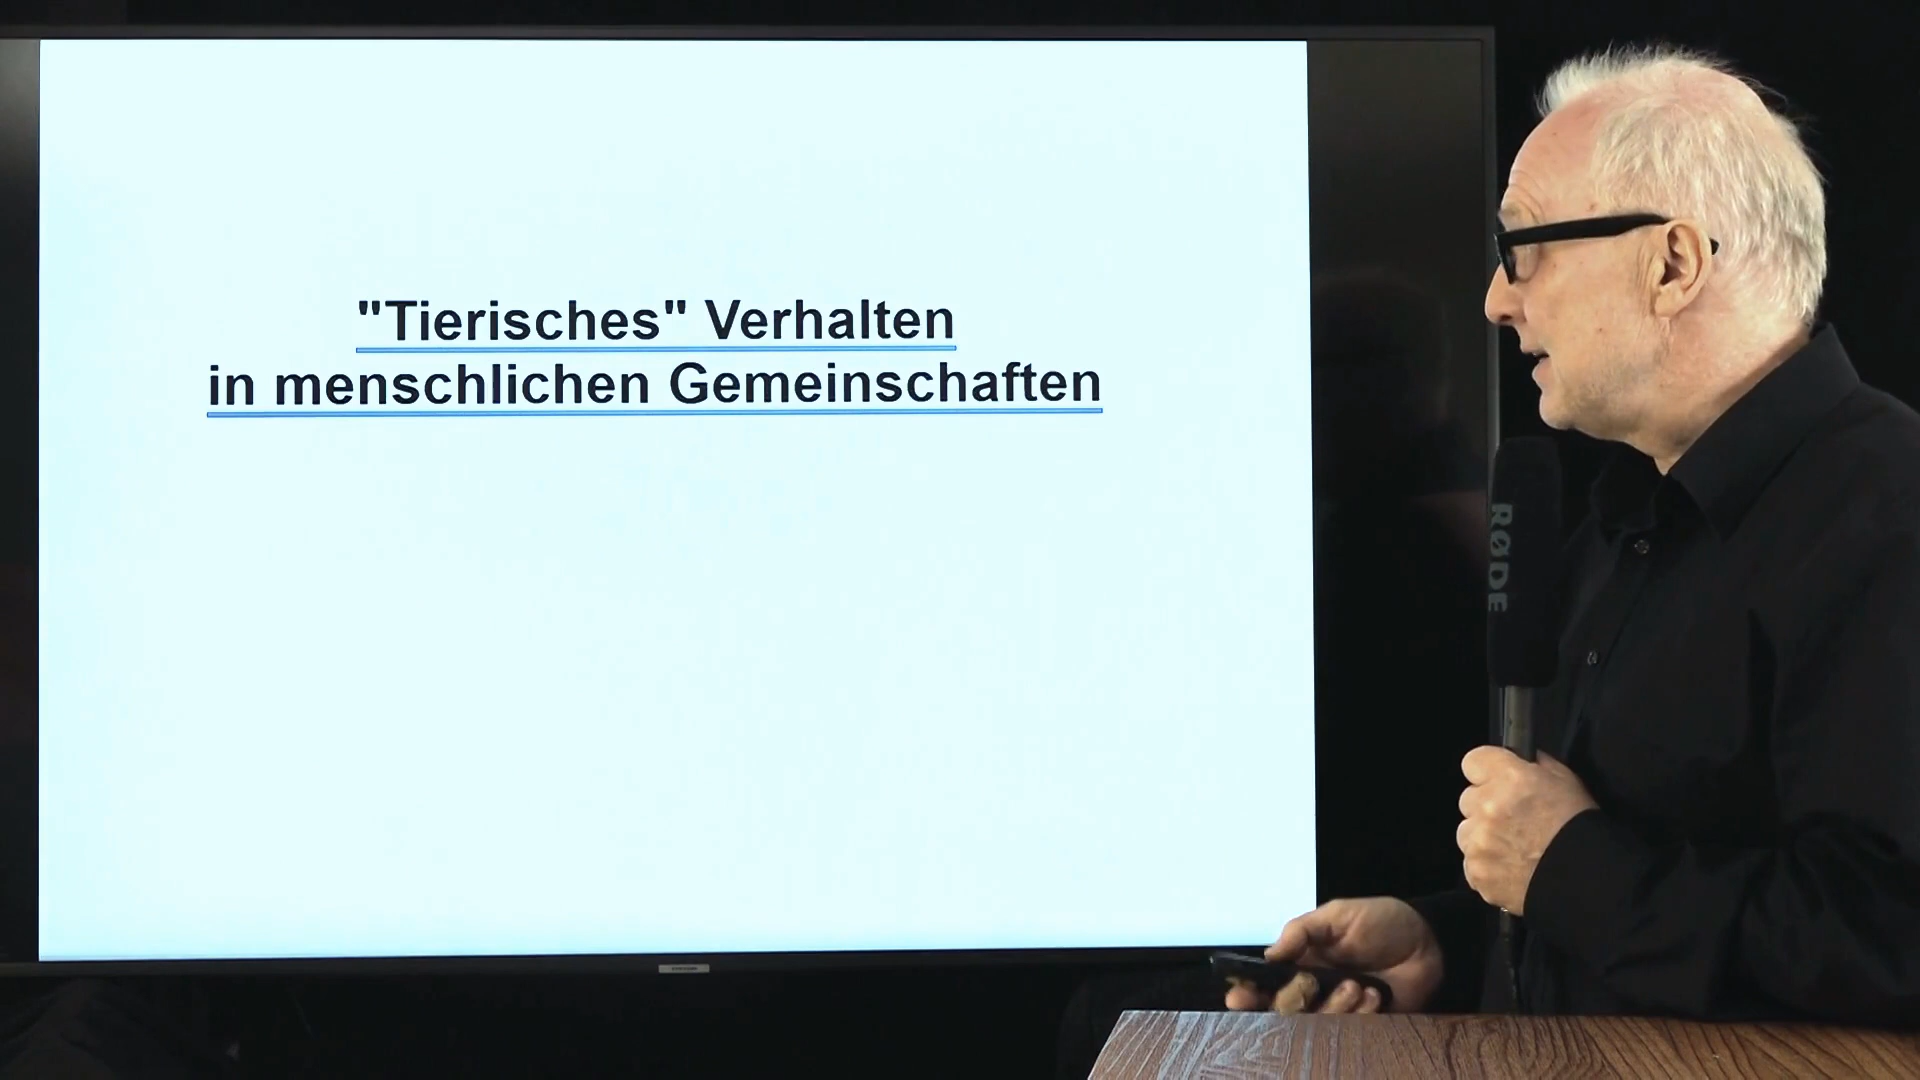 "Tierisches" Verhalten
in menschlichen Gemeinschaften
RØDE